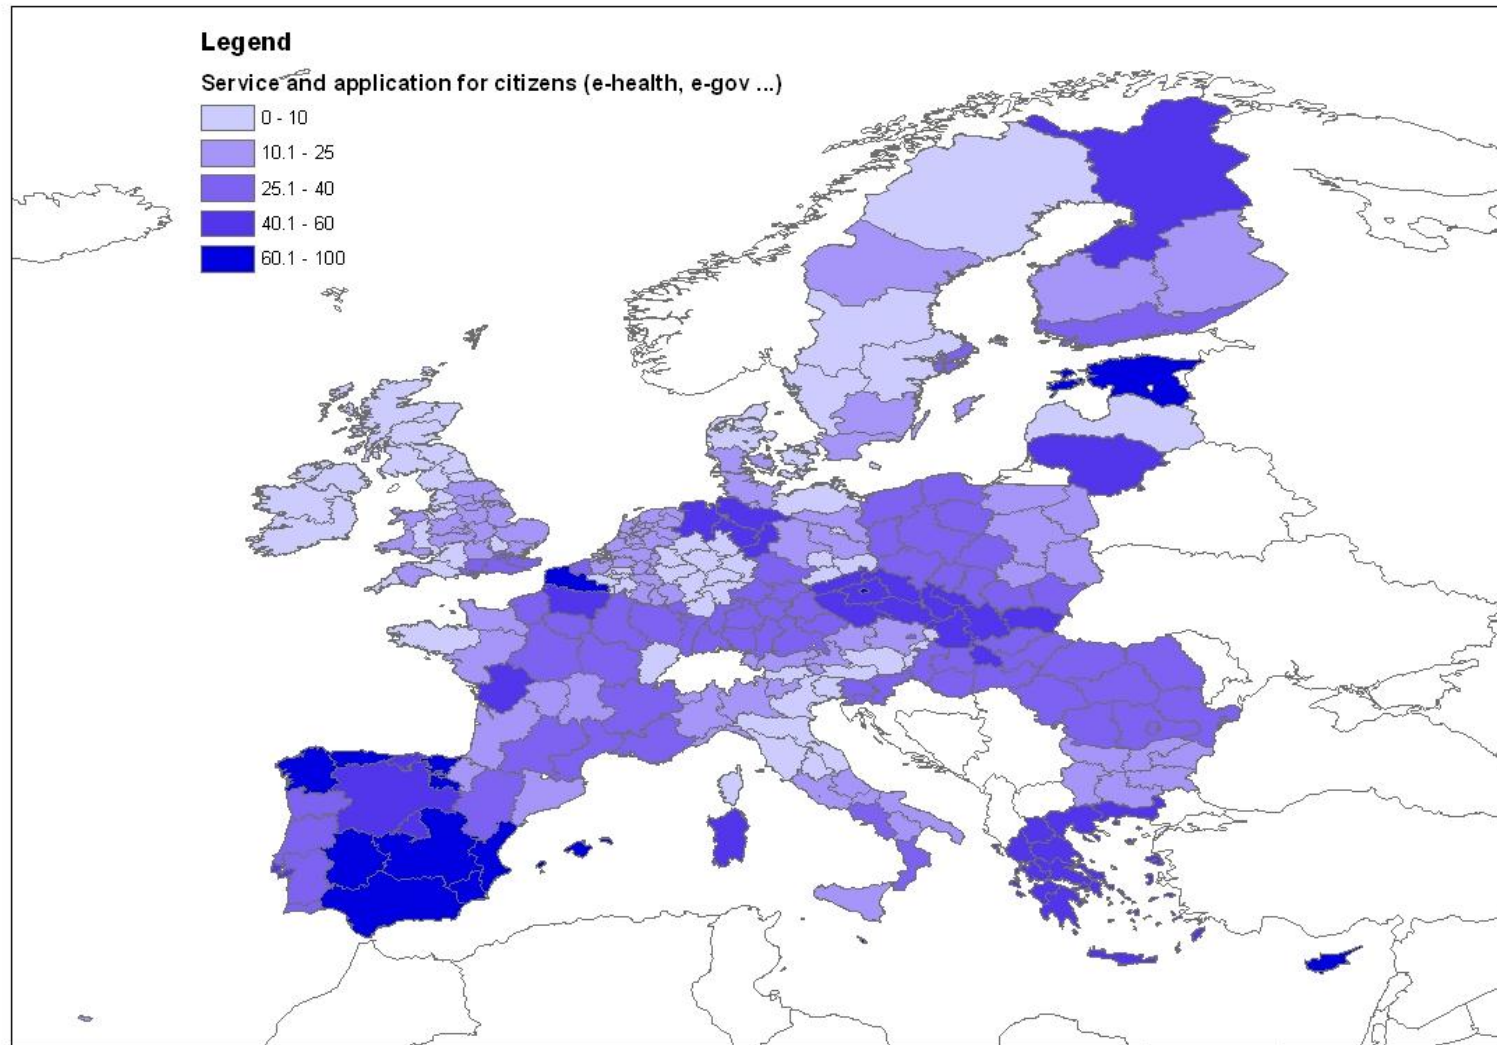 Legend
Service and application for citizens (e-health, e-gov ...)
0 - 10
10.1 - 25
25.1 - 40
40.1 - 60
60.1 - 100